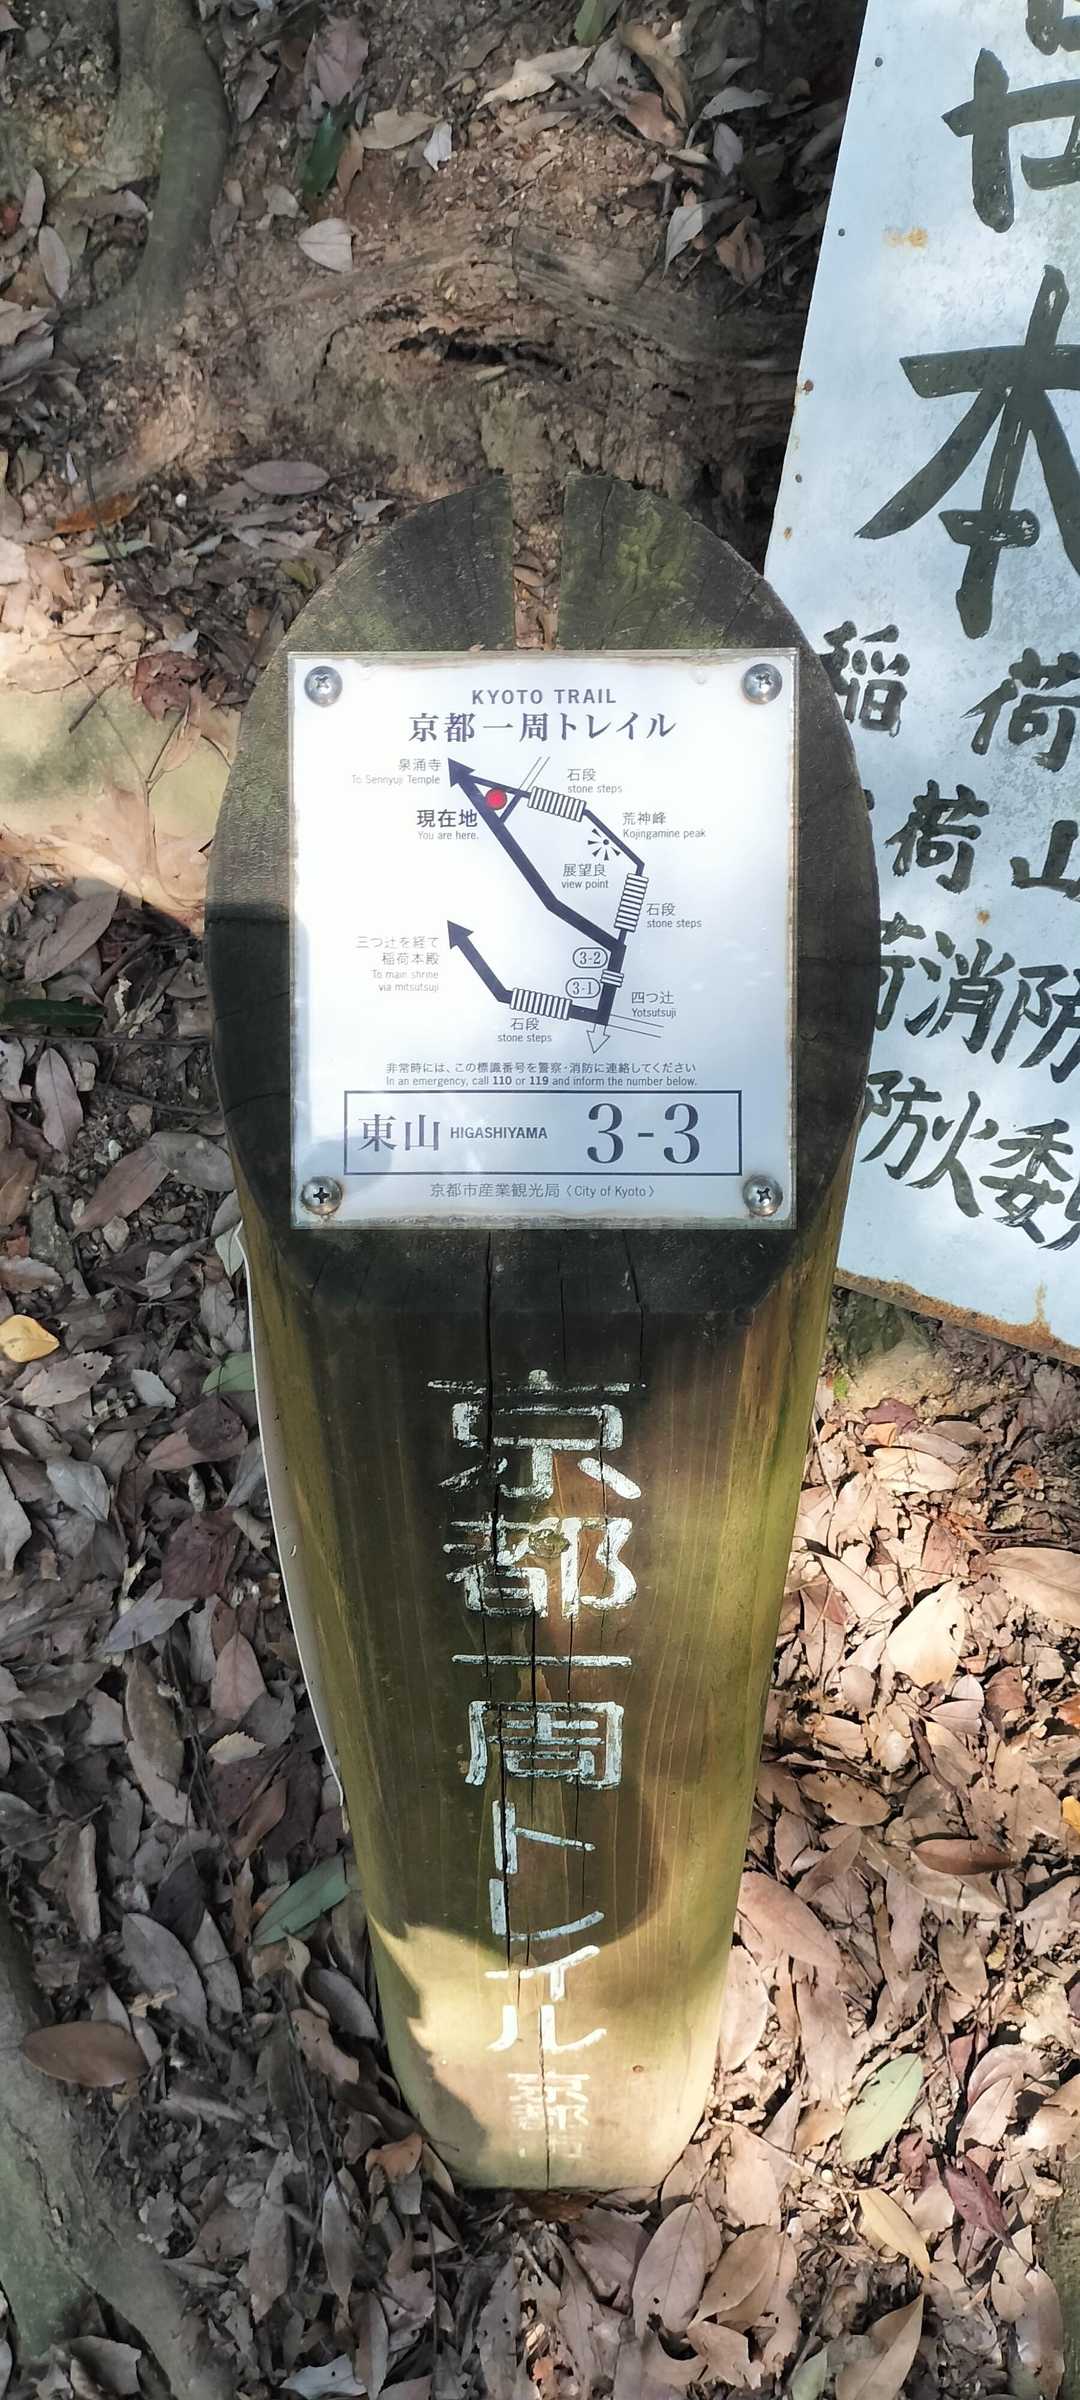 KYOTO TRAIL
京都一周トレイル
泉涌寺
To Sennyuji Temple
石段
stone steps
現在地
You are here.
荒神峰
Kojingamine peak
展望良
view point
石段
stone steps
三つ辻を経て
稲荷本殿
To main shrine
via mitsutsuji
3-2
3-1
四つ辻
Yotsutsuji
石段
stone steps
非常時には、この標識番号を警察・消防に連絡してください
In an emergency, call 110 or 119 and inform the number below.
東山 HIGASHIYAMA 3-3
京都市産業観光局〈City of Kyoto〉
京都一周トレイル
京都市
本
稲荷
荷山
消防
防火委